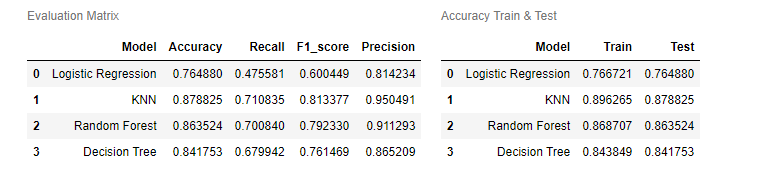 Evaluation Matrix
Model Accuracy Recall F1_score Precision
0 Logistic Regression 0.764880 0.475581 0.600449 0.814234
1 KNN 0.878825 0.710835 0.813377 0.950491
2 Random Forest 0.863524 0.700840 0.792330 0.911293
3 Decision Tree 0.841753 0.679942 0.761469 0.865209
Accuracy Train & Test
Model Train Test
0 Logistic Regression 0.766721 0.764880
1 KNN 0.896265 0.878825
2 Random Forest 0.868707 0.863524
3 Decision Tree 0.843849 0.841753